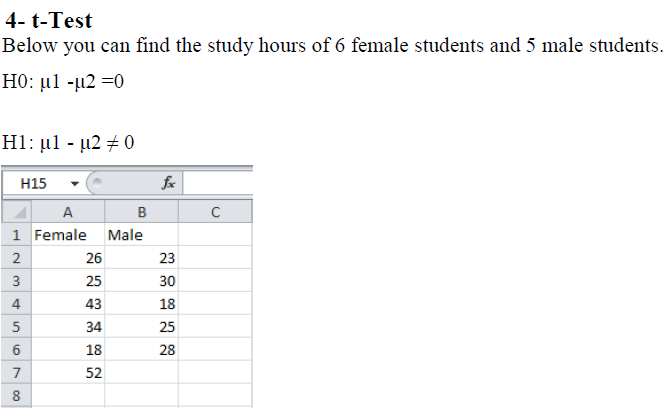 4- t-Test
Below you can find the study hours of 6 female students and 5 male students.
H0: µ1 -µ2 =0
H1: µ1 - µ2 ≠ 0
H15 fx
A B C
1 Female Male
2 26 23
3 25 30
4 43 18
5 34 25
6 18 28
7 52
8